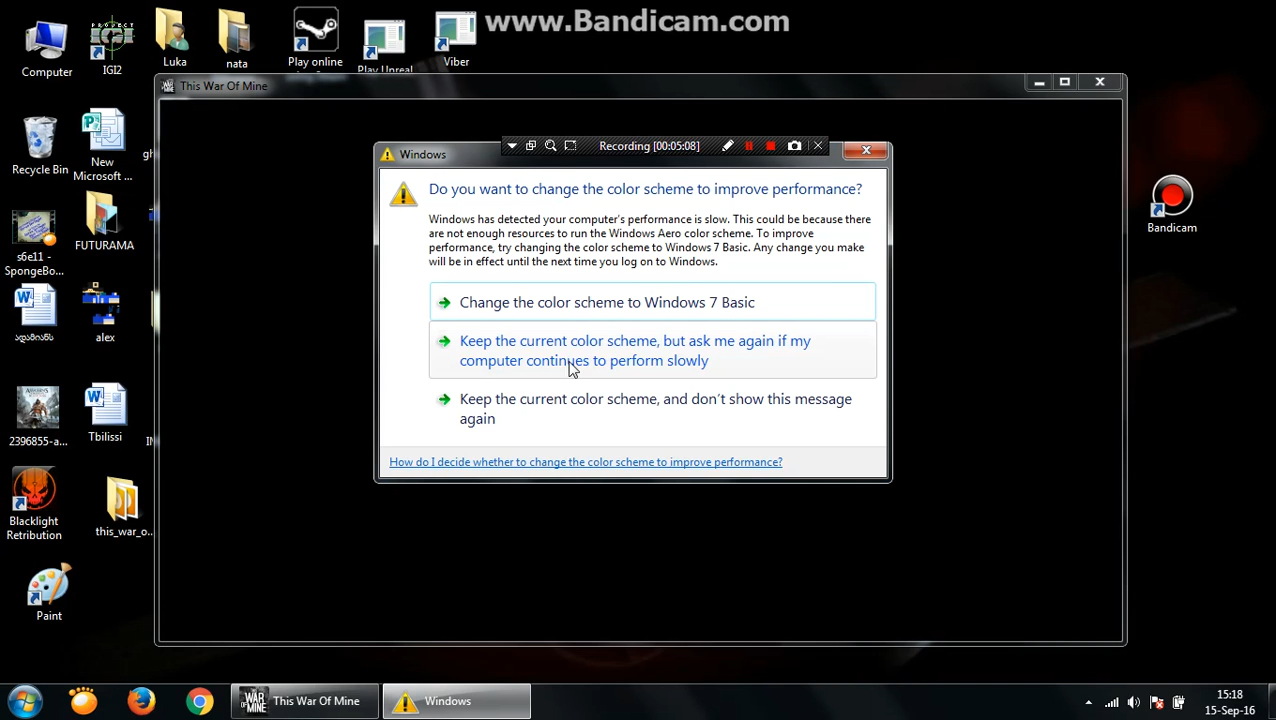 www.Bandicam.com
Computer
IGI2
Luka
nata
Play online
Play Unreal
Viber
This War Of Mine
Recording [00:05:08]
Windows
Do you want to change the color scheme to improve performance?
Windows has detected your computer's performance is slow. This could be because there
are not enough resources to run the Windows Aero color scheme. To improve
performance, try changing the color scheme to Windows 7 Basic. Any change you make
will be in effect until the next time you log on to Windows.
Change the color scheme to Windows 7 Basic
Keep the current color scheme, but ask me again if my
computer continues to perform slowly
Keep the current color scheme, and don't show this message
again
How do I decide whether to change the color scheme to improve performance?
Recycle Bin
New
Microsoft ...
s6e11 -
SpongeBo...
FUTURAMA
ადამიანს
alex
2396855-a...
Tbilissi
Blacklight
Retribution
this_war_o...
Paint
Bandicam
WAR
OF MINE
This War Of Mine
Windows
15:18
15-Sep-16